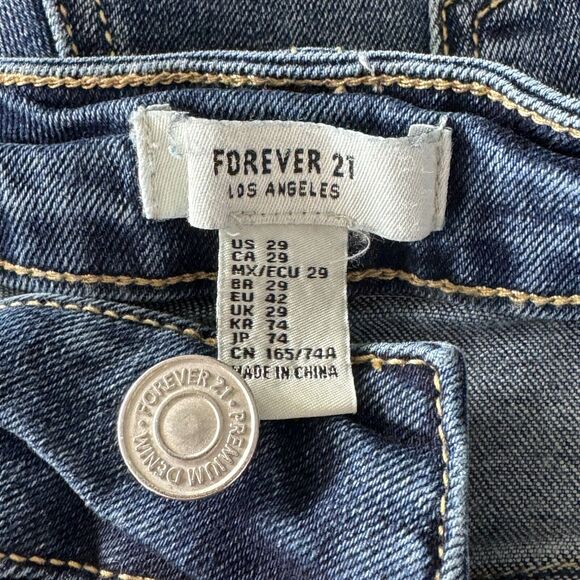 FOREVER 21
LOS ANGELES
US 29
CA 29
MX/ECU 29
BR 29
EU 42
UK 29
KR 74
JP 74
CN 165/74A
MADE IN CHINA
• FOREVER 21 • PREMIUM DENIM